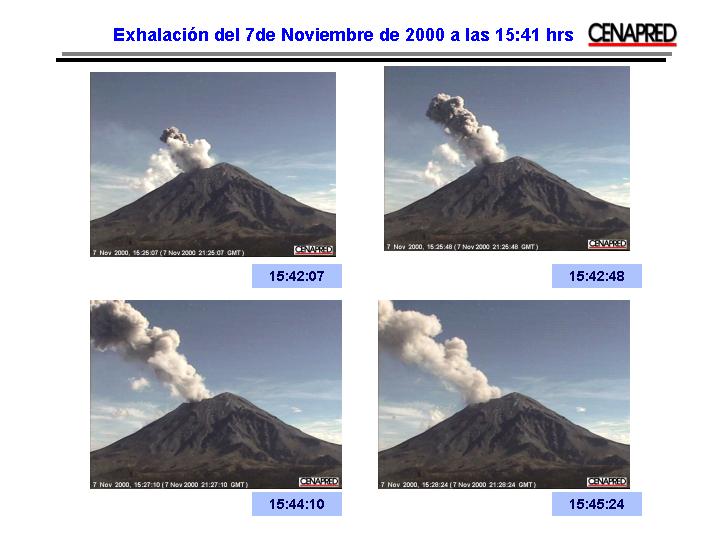 Exhalación del 7de Noviembre de 2000 a las 15:41 hrs
CENAPRED
7 Nov 2000, 15:25:07 (7 Nov 2000 21:25:07 GMT)
CENAPRED
7 Nov 2000, 15:25:48 (7 Nov 2000 21:25:48 GMT)
CENAPRED
15:42:07
15:42:48
7 Nov 2000, 15:27:10 (7 Nov 2000 21:27:10 GMT)
CENAPRED
7 Nov 2000, 15:28:24 (7 Nov 2000 21:28:24 GMT)
CENAPRED
15:44:10
15:45:24